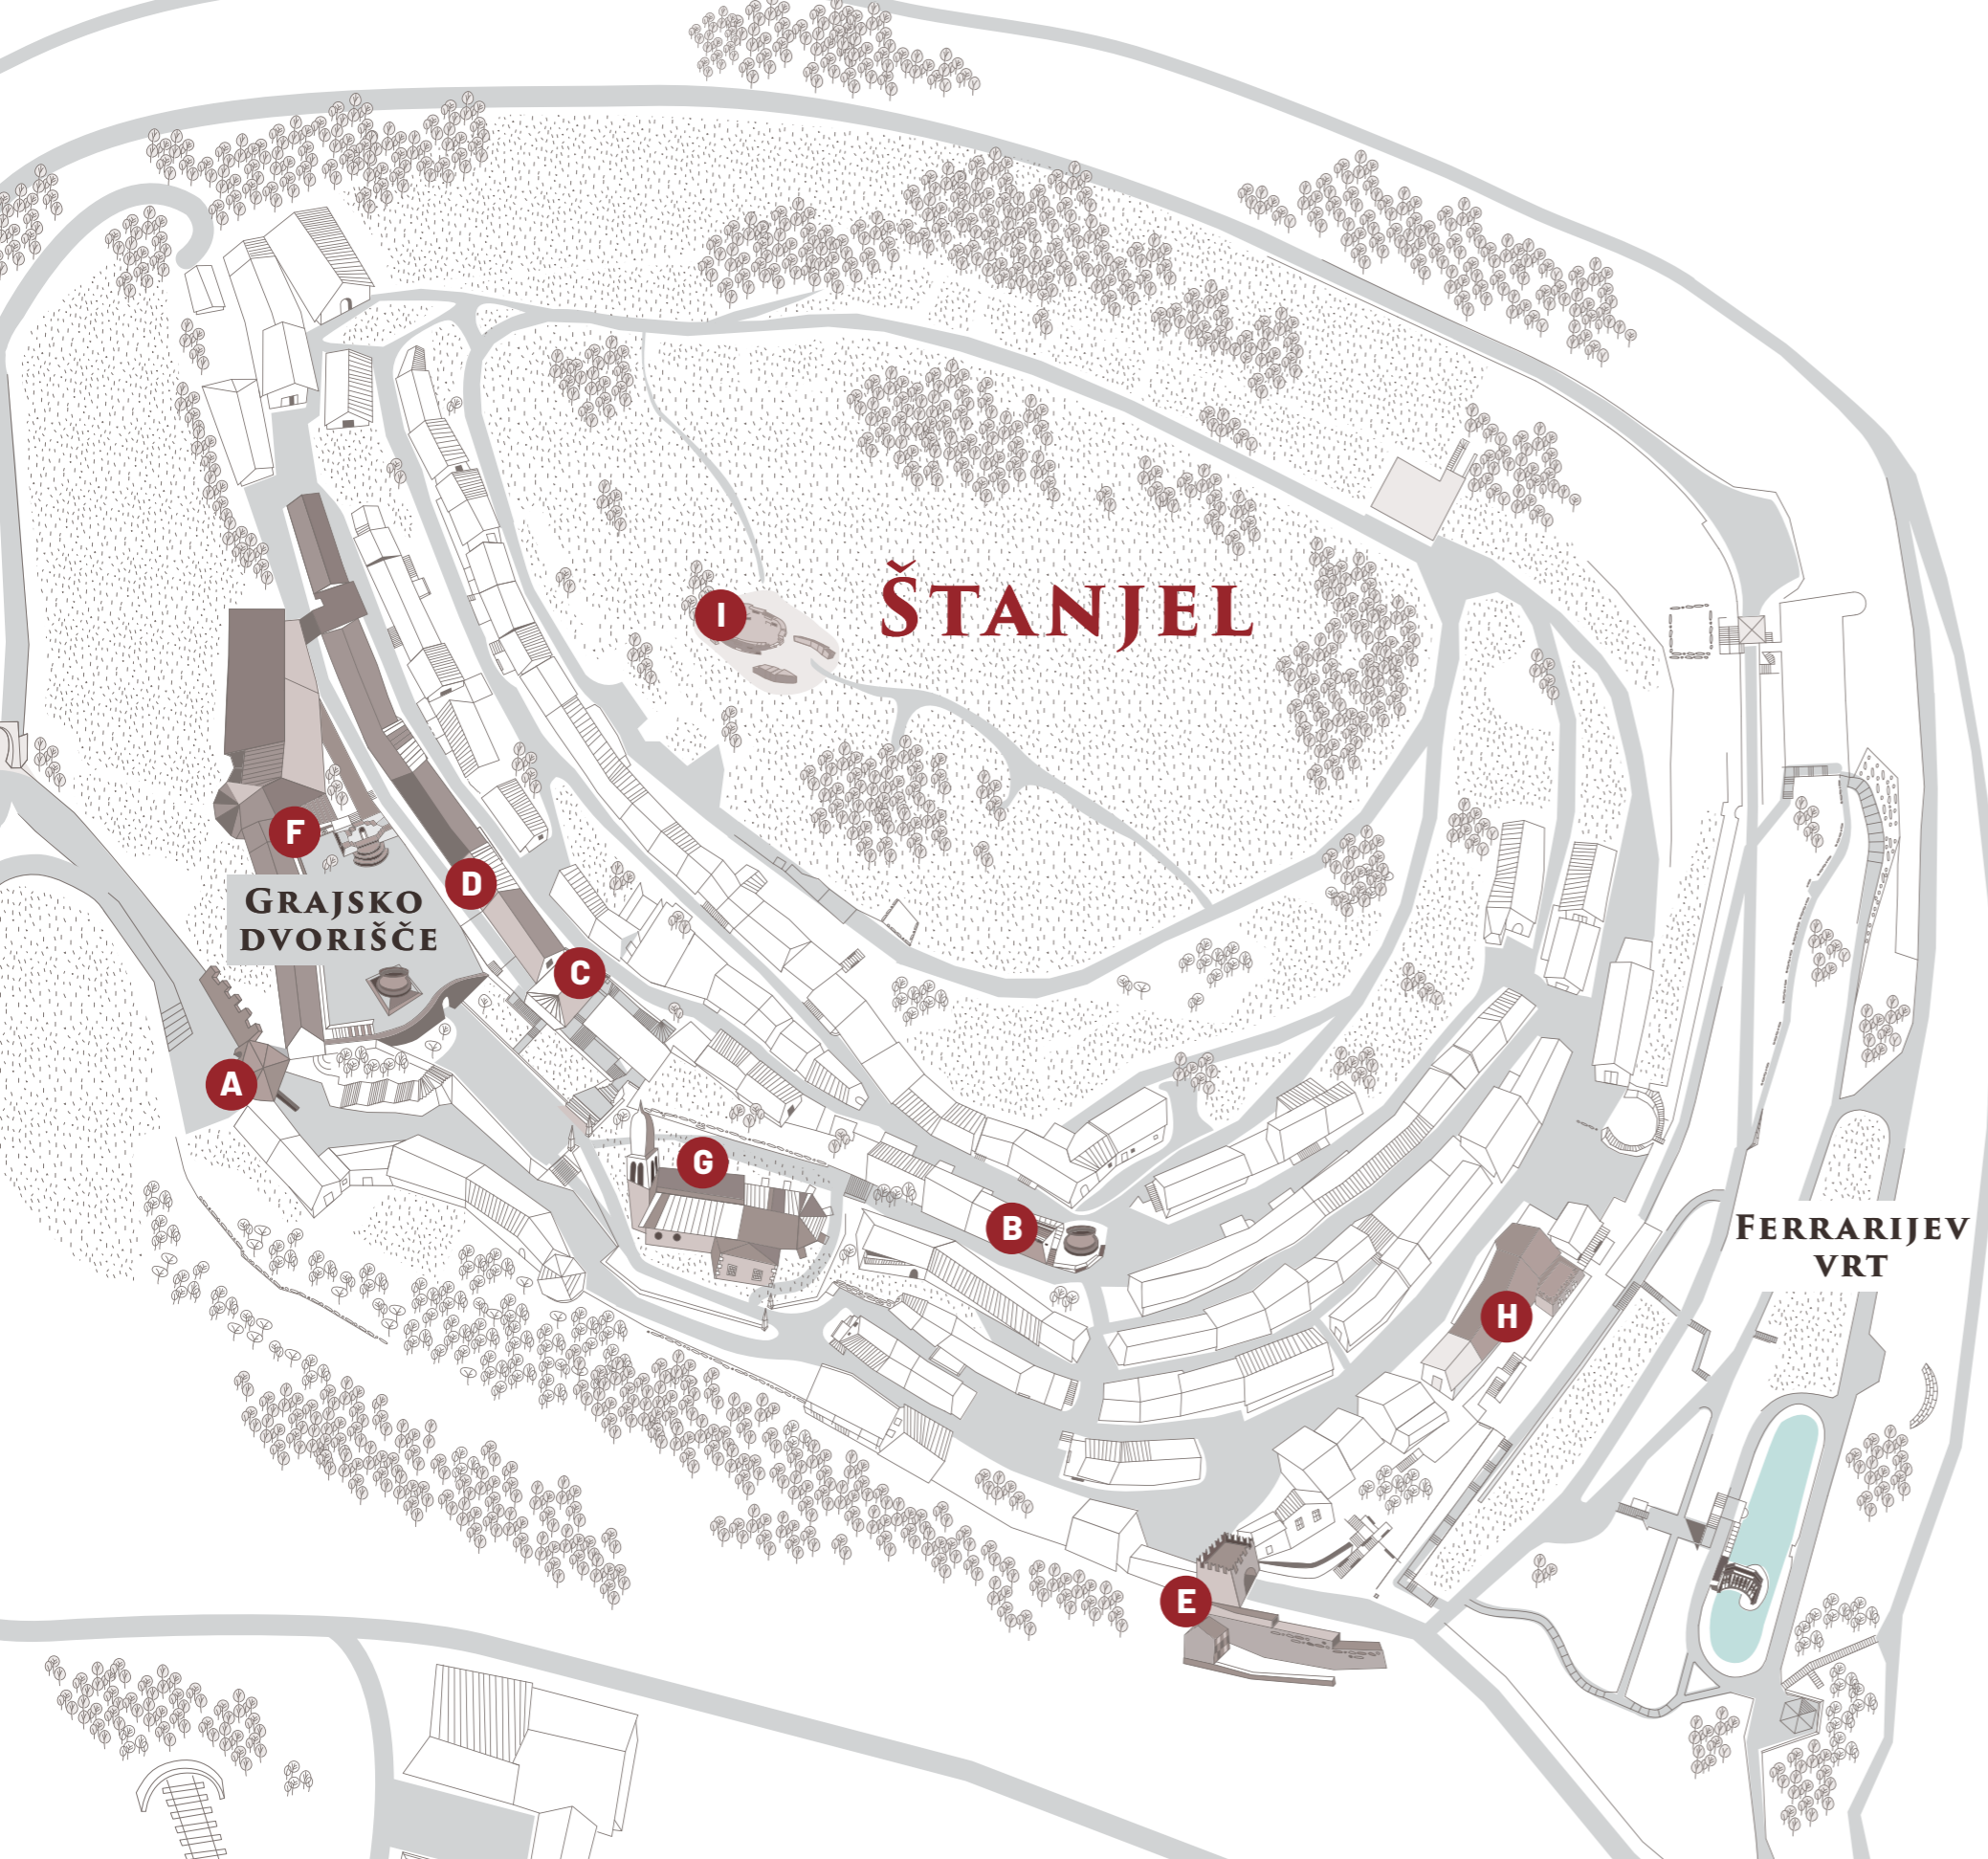 I
ŠTANJEL
F
D
GRAJSKO
DVORIŠČE
C
A
G
B
FERRARIJEV
VRT
H
E